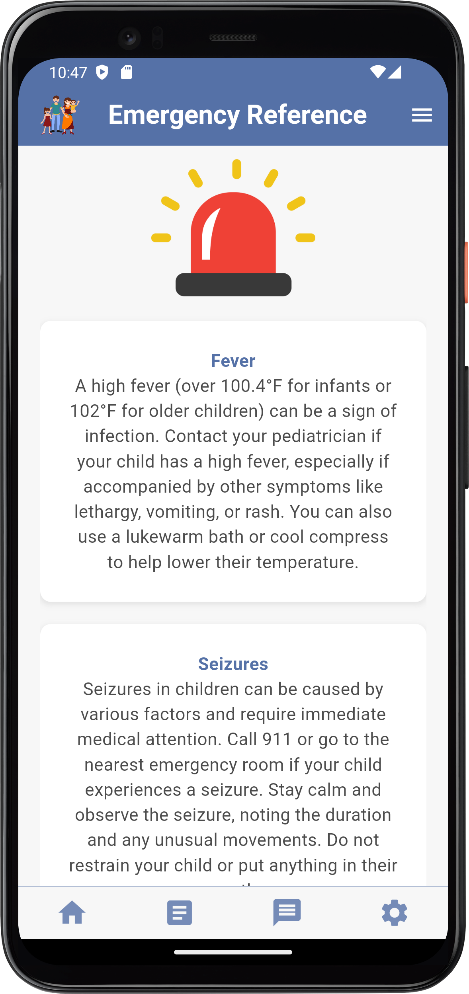 10:47
Emergency Reference
Fever
A high fever (over 100.4°F for infants or
102°F for older children) can be a sign of
infection. Contact your pediatrician if
your child has a high fever, especially if
accompanied by other symptoms like
lethargy, vomiting, or rash. You can also
use a lukewarm bath or cool compress
to help lower their temperature.
Seizures
Seizures in children can be caused by
various factors and require immediate
medical attention. Call 911 or go to the
nearest emergency room if your child
experiences a seizure. Stay calm and
observe the seizure, noting the duration
and any unusual movements. Do not
restrain your child or put anything in their